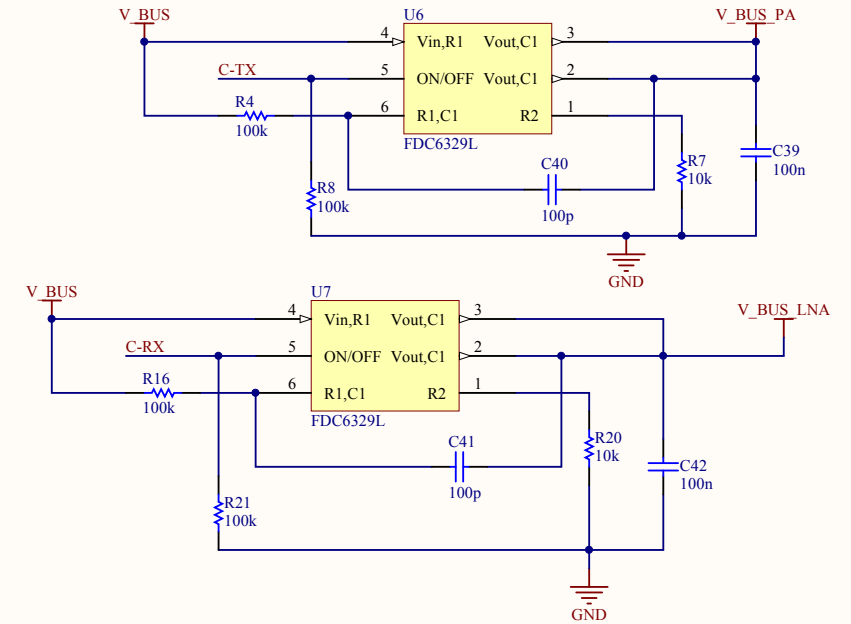 V_BUS
U6
V_BUS_PA
4
Vin,R1
Vout,C1
3
C-TX
5
ON/OFF
Vout,C1
2
R4
100k
6
R1,C1
R2
1
FDC6329L
C40
100p
R7
10k
C39
100n
R8
100k
GND
V_BUS
U7
V_BUS_LNA
4
Vin,R1
Vout,C1
3
C-RX
5
ON/OFF
Vout,C1
2
R16
100k
6
R1,C1
R2
1
FDC6329L
C41
100p
R20
10k
C42
100n
R21
100k
GND